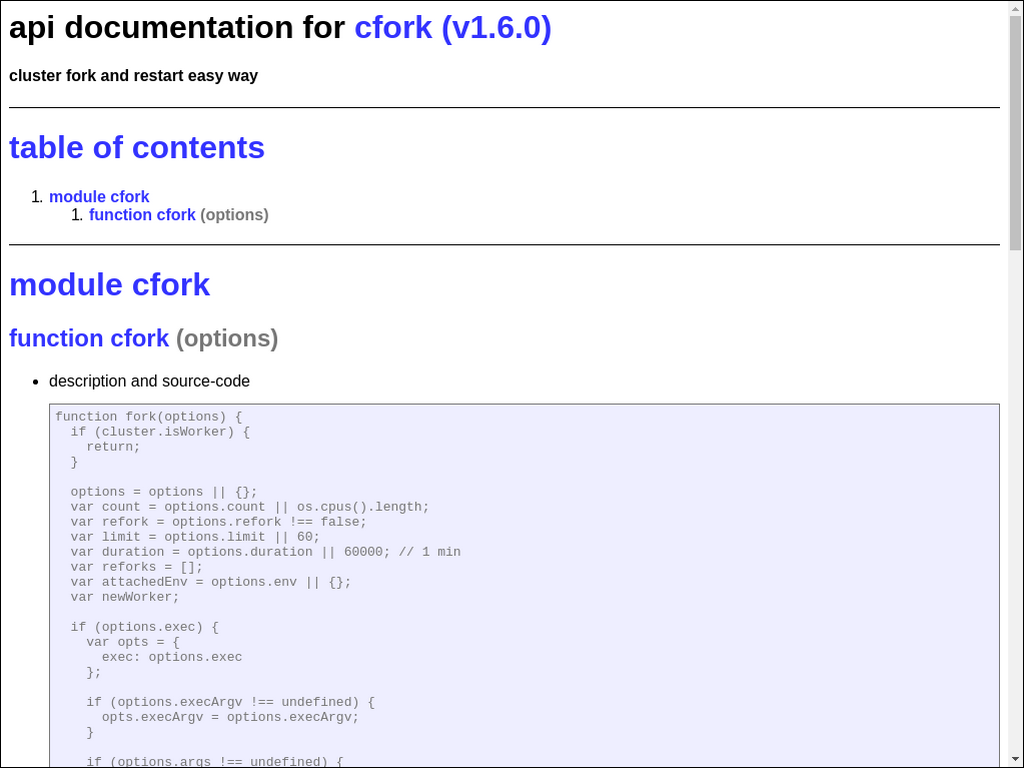 api documentation for cfork (v1.6.0)
cluster fork and restart easy way
table of contents
1. module cfork
1. function cfork (options)
module cfork
function cfork (options)
• description and source-code
function fork(options) {
  if (cluster.isWorker) {
    return;
  }

  options = options || {};
  var count = options.count || os.cpus().length;
  var refork = options.refork !== false;
  var limit = options.limit || 60;
  var duration = options.duration || 60000; // 1 min
  var reforks = [];
  var attachedEnv = options.env || {};
  var newWorker;

  if (options.exec) {
    var opts = {
      exec: options.exec
    };

    if (options.execArgv !== undefined) {
      opts.execArgv = options.execArgv;
    }

    if (options.args !== undefined) {